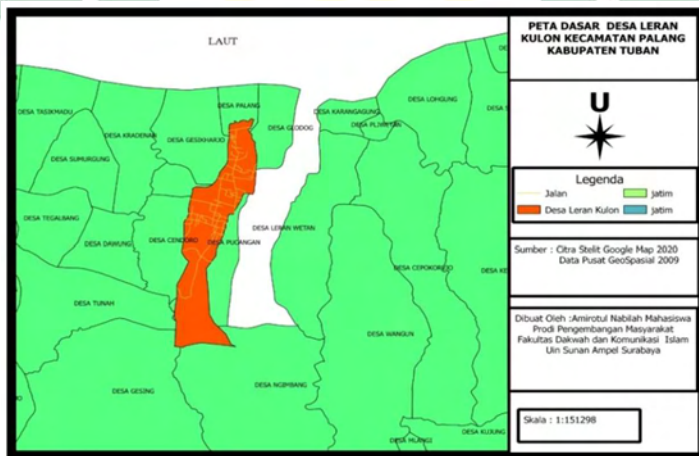 LAUT
DESA PALANG
DESA TASIKMADU
DESA KRADENAN
DESA GESIKHARJO
DESA GLODOG
DESA KARANGAGUNG
DESA LOHGUNG
DESA PLIWETAN
DESA SUMURGUNG
DESA TEGALBANG
DESA DAWUNG
DESA CENDORO
DESA PUCANGAN
DESA LERAN WETAN
DESA CEPOKOREJO
DESA TUNAH
DESA WANGUN
DESA GESING
DESA NGIMBANG
DESA KUJUNG
PETA DASAR DESA LERAN
KULON KECAMATAN PALANG
KABUPATEN TUBAN
U
Legenda
Jalan
jatim
Desa Leran Kulon
jatim
Sumber : Citra Stelit Google Map 2020
Data Pusat GeoSpasial 2009
Dibuat Oleh :Amirotul Nabilah Mahasiswa
Prodi Pengembangan Masyarakat
Fakultas Dakwah dan Komunikasi Islam
Uin Sunan Ampel Surabaya
Skala : 1:151298